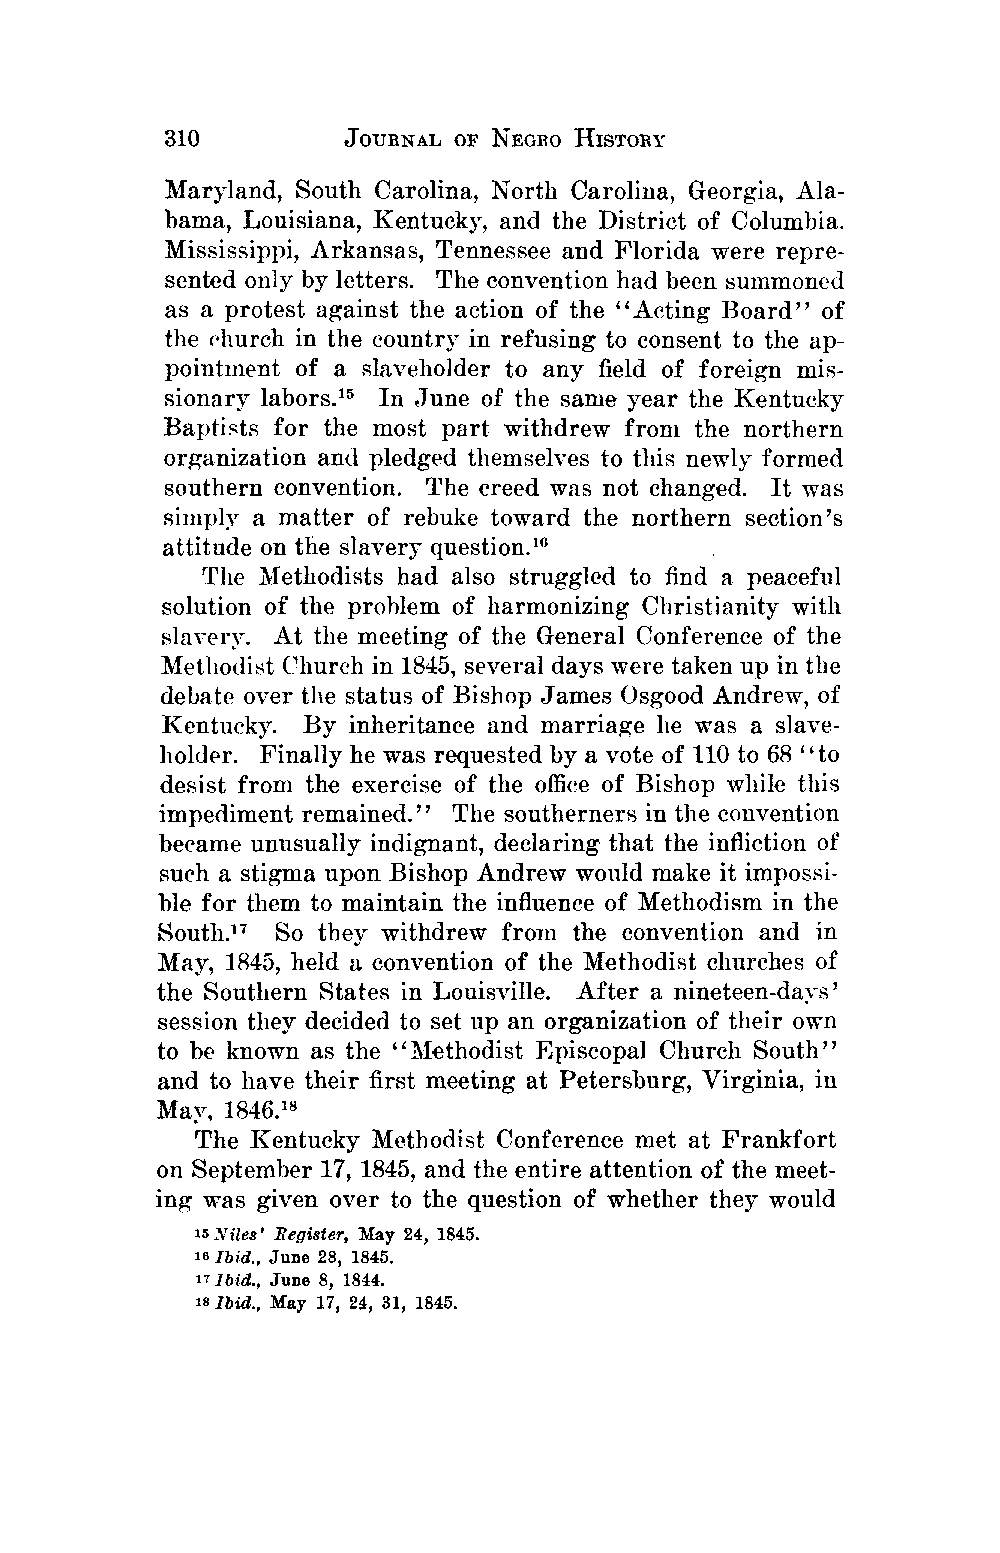 310 JOURNAL OF NEGRO HISTORY
Maryland, South Carolina, North Carolina, Georgia, Ala-
bama, Louisiana, Kentucky, and the District of Columbia.
Mississippi, Arkansas, Tennessee and Florida were repre-
sented only by letters. The convention had been summoned
as a protest against the action of the “Acting Board” of
the church in the country in refusing to consent to the ap-
pointment of a slaveholder to any field of foreign mis-
sionary labors.¹⁵ In June of the same year the Kentucky
Baptists for the most part withdrew from the northern
organization and pledged themselves to this newly formed
southern convention. The creed was not changed. It was
simply a matter of rebuke toward the northern section’s
attitude on the slavery question.¹⁶
The Methodists had also struggled to find a peaceful
solution of the problem of harmonizing Christianity with
slavery. At the meeting of the General Conference of the
Methodist Church in 1845, several days were taken up in the
debate over the status of Bishop James Osgood Andrew, of
Kentucky. By inheritance and marriage he was a slave-
holder. Finally he was requested by a vote of 110 to 68 “to
desist from the exercise of the office of Bishop while this
impediment remained.” The southerners in the convention
became unusually indignant, declaring that the infliction of
such a stigma upon Bishop Andrew would make it impossi-
ble for them to maintain the influence of Methodism in the
South.¹⁷ So they withdrew from the convention and in
May, 1845, held a convention of the Methodist churches of
the Southern States in Louisville. After a nineteen-days’
session they decided to set up an organization of their own
to be known as the “Methodist Episcopal Church South”
and to have their first meeting at Petersburg, Virginia, in
May, 1846.¹⁸
The Kentucky Methodist Conference met at Frankfort
on September 17, 1845, and the entire attention of the meet-
ing was given over to the question of whether they would
¹⁵ Niles’ Register, May 24, 1845.
¹⁶ Ibid., June 28, 1845.
¹⁷ Ibid., June 8, 1844.
¹⁸ Ibid., May 17, 24, 31, 1845.